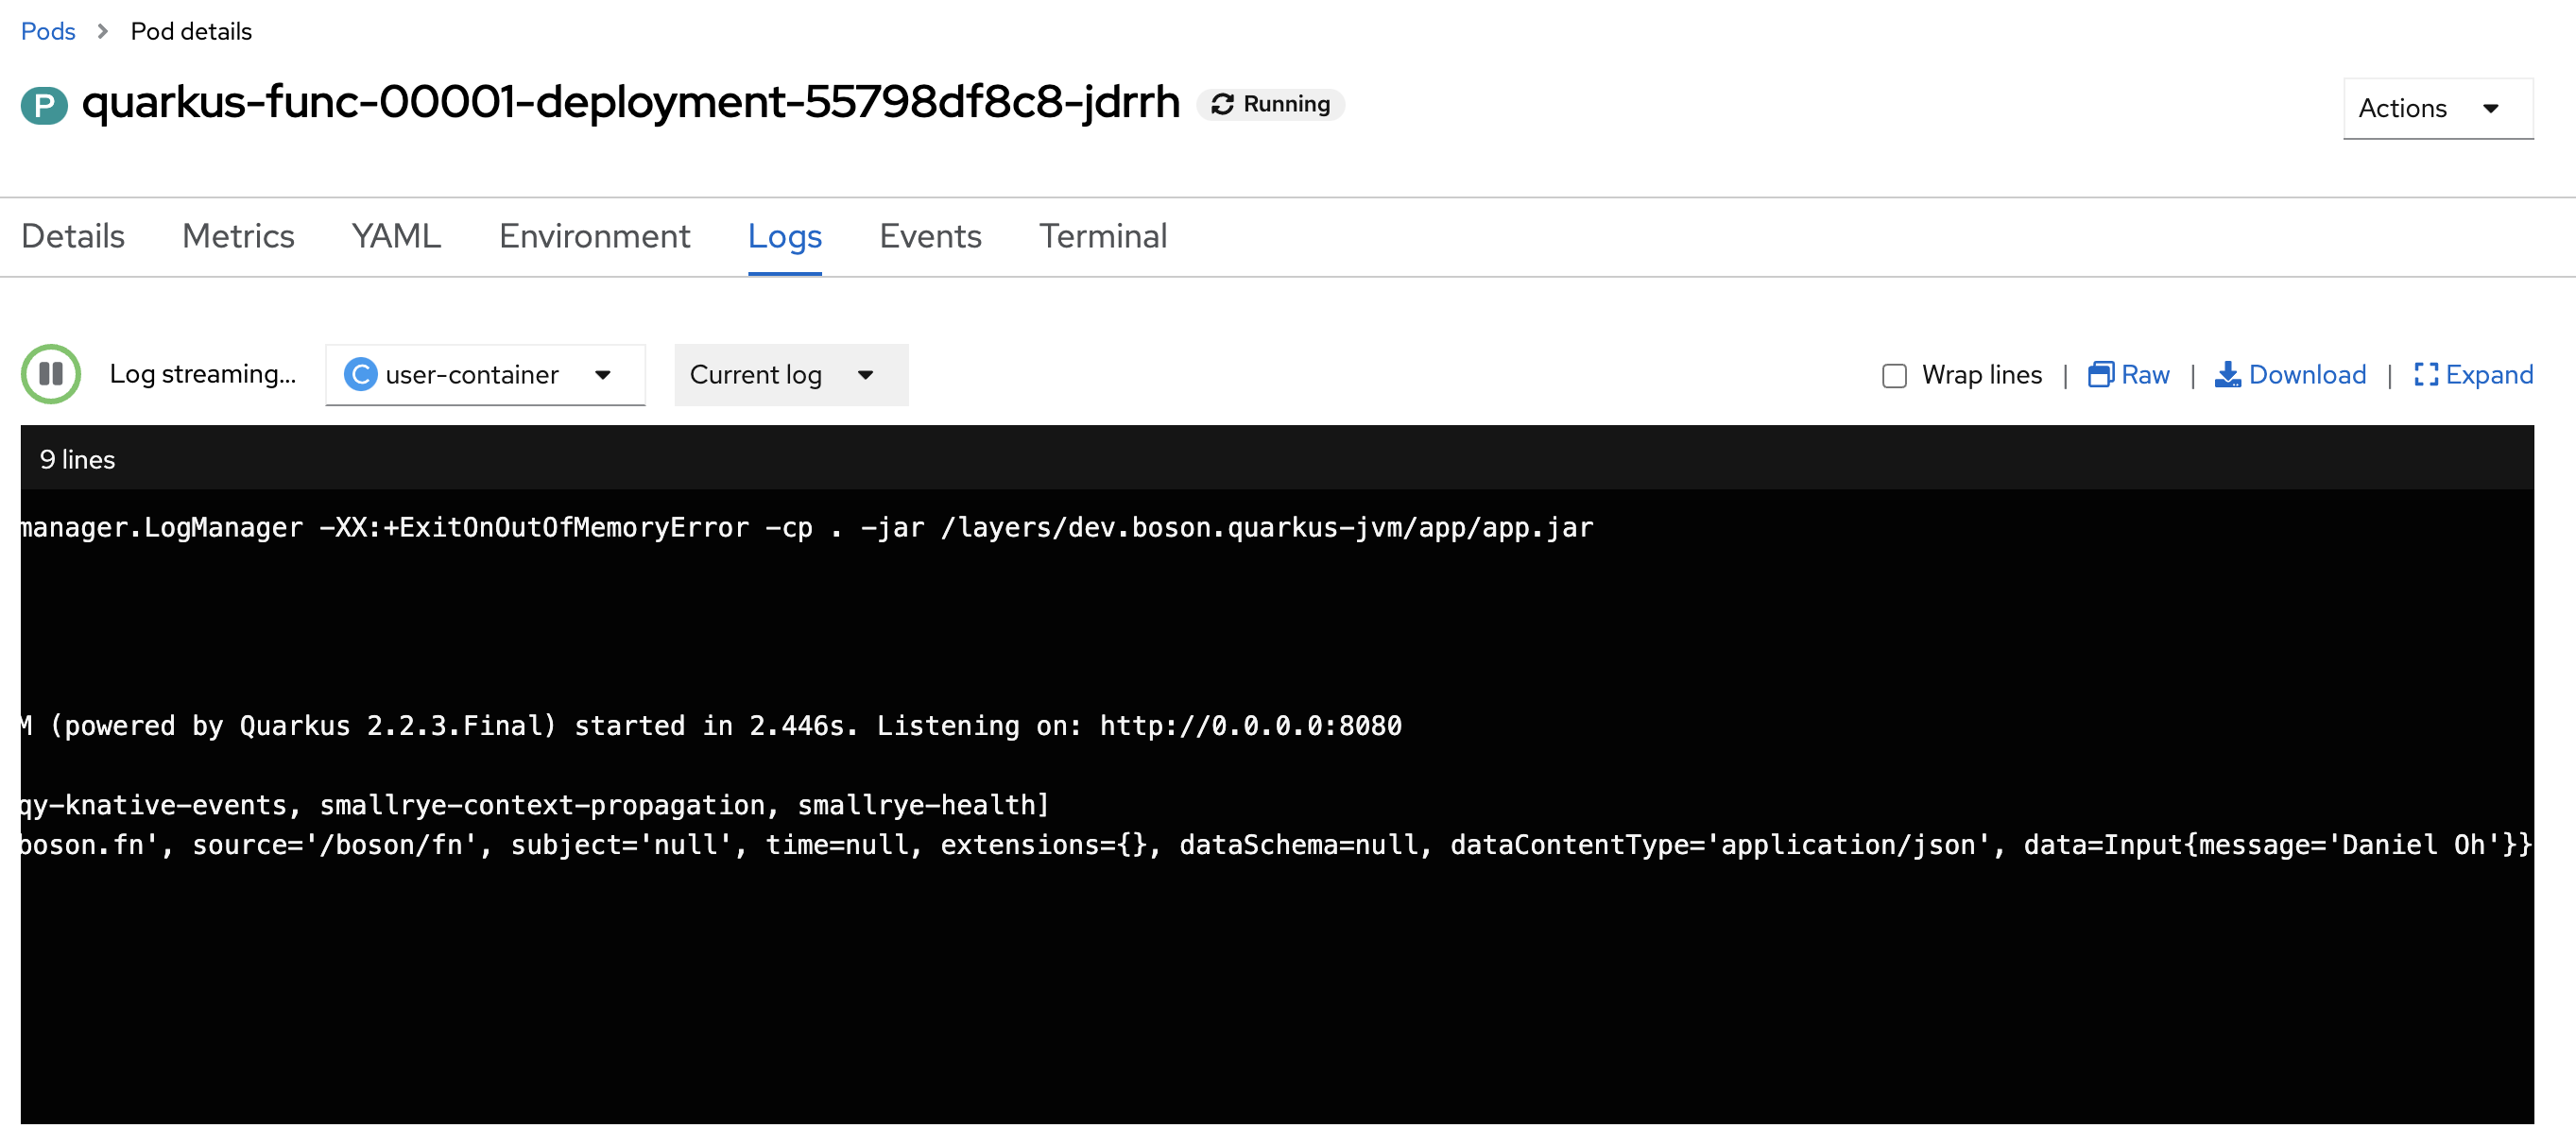 Pods > Pod details
P quarkus-func-00001-deployment-55798df8c8-jdrrh Running
Actions
Details Metrics YAML Environment Logs Events Terminal
Log streaming... C user-container Current log Wrap lines | Raw | Download | Expand
9 lines
manager.LogManager -XX:+ExitOnOutOfMemoryError -cp . -jar /layers/dev.boson.quarkus-jvm/app/app.jar
M (powered by Quarkus 2.2.3.Final) started in 2.446s. Listening on: http://0.0.0.0:8080
qy-knative-events, smallrye-context-propagation, smallrye-health]
boson.fn', source='/boson/fn', subject='null', time=null, extensions={}, dataSchema=null, dataContentType='application/json', data=Input{message='Daniel Oh'}}